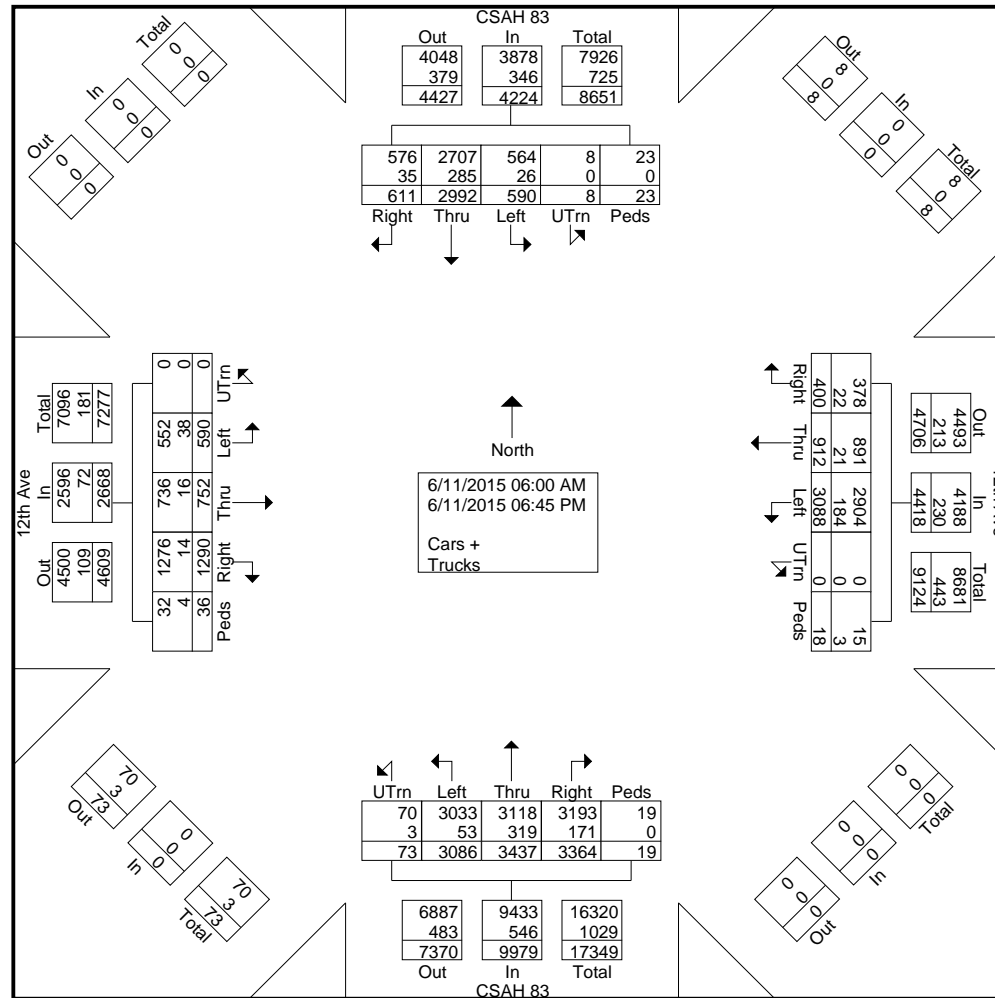 CSAH 83
Out In Total
4048 3878 7926
379 346 725
4427 4224 8651
576 2707 564 8 23
35 285 26 0 0
611 2992 590 8 23
Right Thru Left UTrn Peds
Total
0
0
0
In
0
0
0
Out
0
0
0
Out
8
0
8
In
0
0
0
Total
8
0
8
12th Ave
Total
7096
181
7277
In
2596
72
2668
Out
4500
109
4609
0 0 0 UTrn
552 38 590 Left
736 16 752 Thru
1276 14 1290 Right
32 4 36 Peds
North
6/11/2015 06:00 AM
6/11/2015 06:45 PM
Cars +
Trucks
Right 400 22 378
Thru 912 21 891
Left 3088 184 2904
UTrn 0 0 0
Peds 18 3 15
Out
4493
213
4706
In
4188
230
4418
Total
8681
443
9124
70
3
73
Out
0
0
0
In
70
3
73
Total
UTrn Left Thru Right Peds
70 3033 3118 3193 19
3 53 319 171 0
73 3086 3437 3364 19
6887 9433 16320
483 546 1029
7370 9979 17349
Out In Total
CSAH 83
0
0
0
Total
0
0
0
In
0
0
0
Out